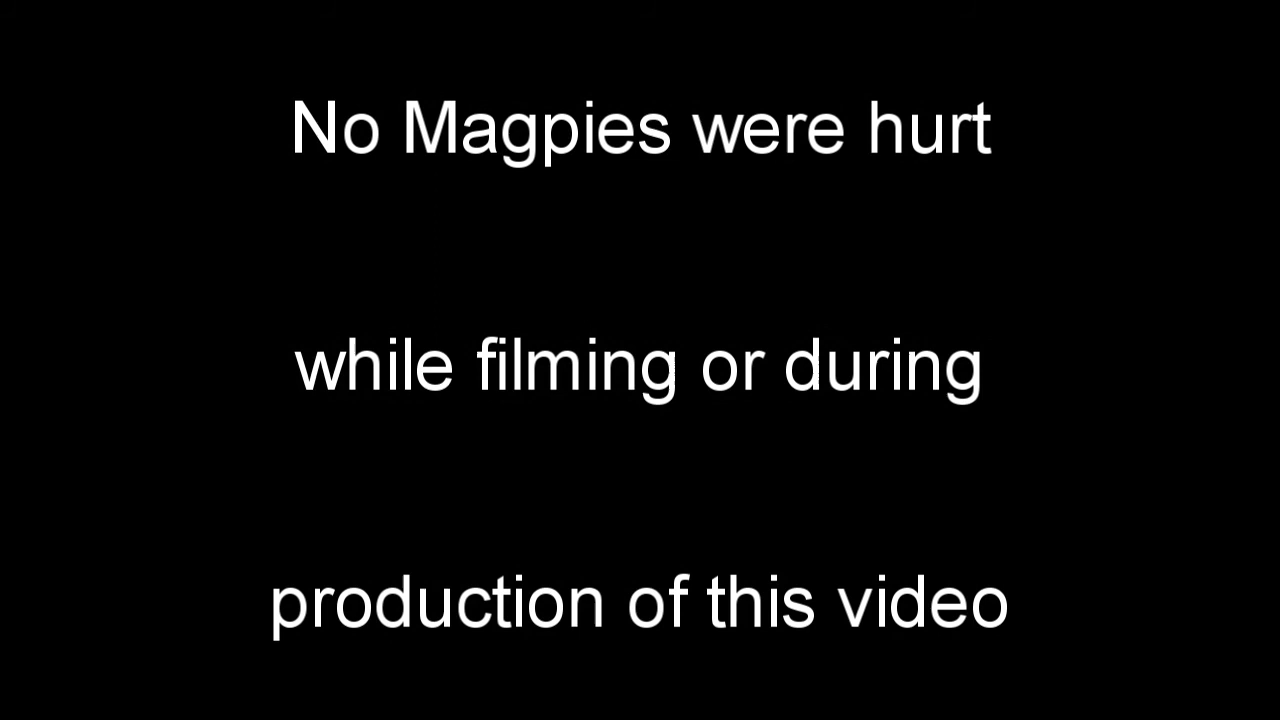 No Magpies were hurt
while filming or during
production of this video